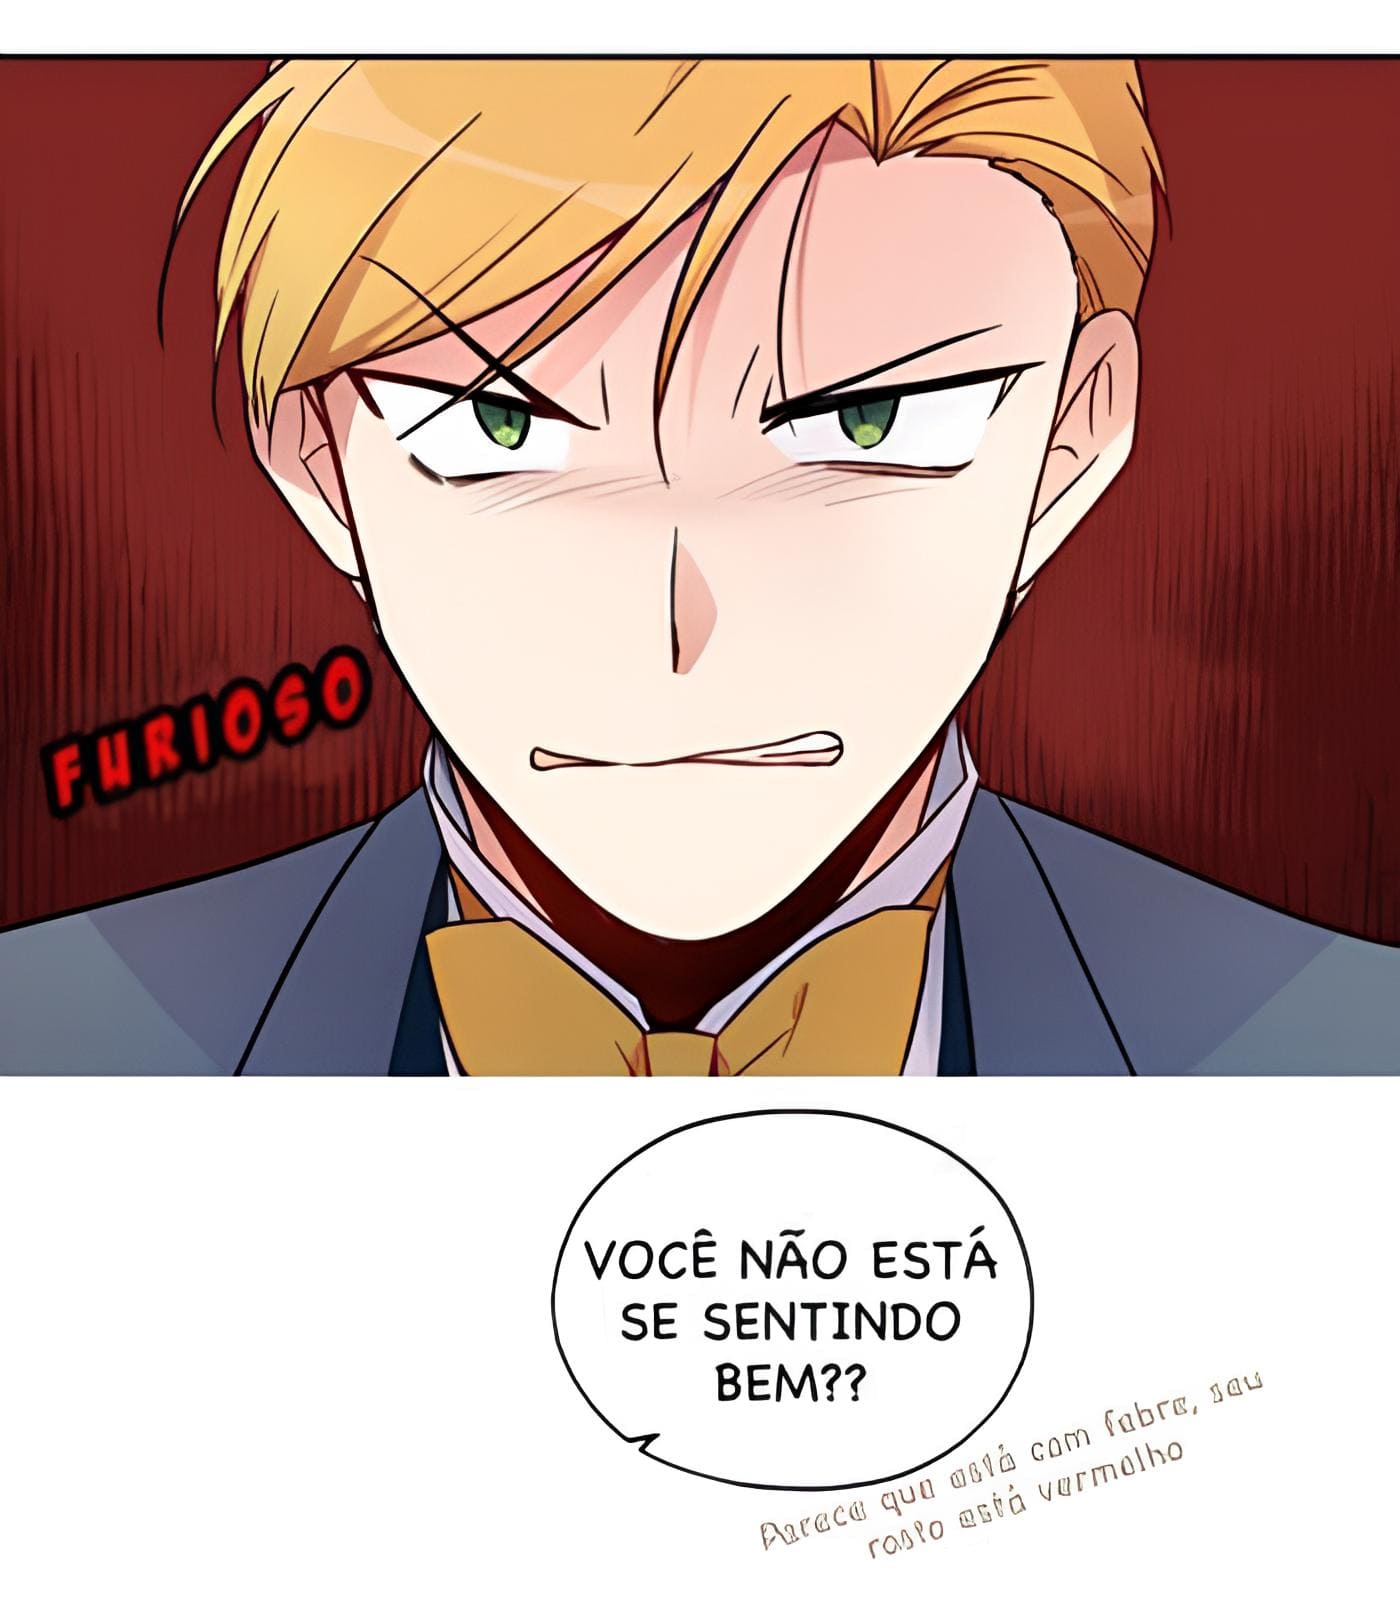 FURIOSO
VOCÊ NÃO ESTÁ
SE SENTINDO
BEM??
Parece que está com febre, seu
rosto está vermelho